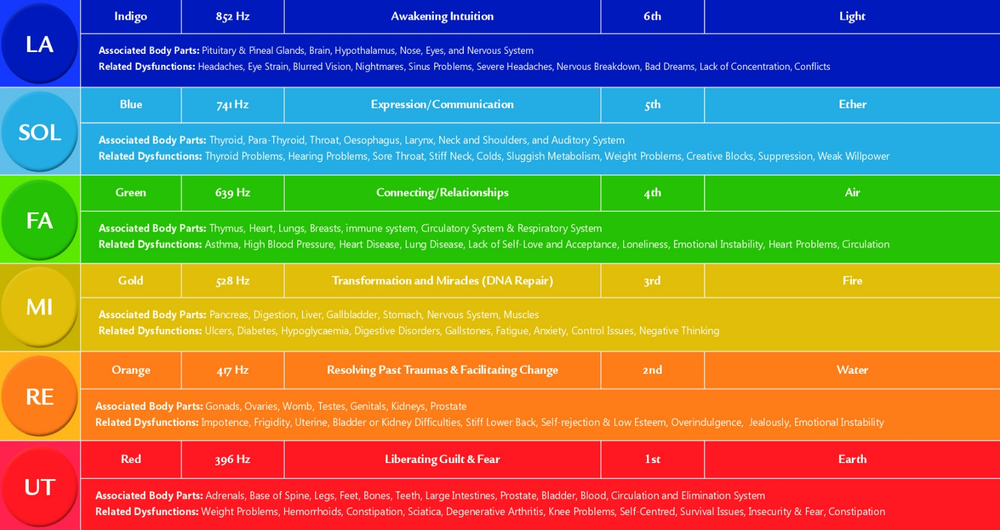 LA
Indigo 852 Hz Awakening Intuition 6th Light
Associated Body Parts: Pituitary & Pineal Glands, Brain, Hypothalamus, Nose, Eyes, and Nervous System
Related Dysfunctions: Headaches, Eye Strain, Blurred Vision, Nightmares, Sinus Problems, Severe Headaches, Nervous Breakdown, Bad Dreams, Lack of Concentration, Conflicts
SOL
Blue 741 Hz Expression/Communication 5th Ether
Associated Body Parts: Thyroid, Para-Thyroid, Throat, Oesophagus, Larynx, Neck and Shoulders, and Auditory System
Related Dysfunctions: Thyroid Problems, Hearing Problems, Sore Throat, Stiff Neck, Colds, Sluggish Metabolism, Weight Problems, Creative Blocks, Suppression, Weak Willpower
FA
Green 639 Hz Connecting/Relationships 4th Air
Associated Body Parts: Thymus, Heart, Lungs, Breasts, immune system, Circulatory System & Respiratory System
Related Dysfunctions: Asthma, High Blood Pressure, Heart Disease, Lung Disease, Lack of Self-Love and Acceptance, Loneliness, Emotional Instability, Heart Problems, Circulation
MI
Gold 528 Hz Transformation and Miracles (DNA Repair) 3rd Fire
Associated Body Parts: Pancreas, Digestion, Liver, Gallbladder, Stomach, Nervous System, Muscles
Related Dysfunctions: Ulcers, Diabetes, Hypoglycaemia, Digestive Disorders, Gallstones, Fatigue, Anxiety, Control Issues, Negative Thinking
RE
Orange 417 Hz Resolving Past Traumas & Facilitating Change 2nd Water
Associated Body Parts: Gonads, Ovaries, Womb, Testes, Genitals, Kidneys, Prostate
Related Dysfunctions: Impotence, Frigidity, Uterine, Bladder or Kidney Difficulties, Stiff Lower Back, Self-rejection & Low Esteem, Overindulgence, Jealously, Emotional Instability
UT
Red 396 Hz Liberating Guilt & Fear 1st Earth
Associated Body Parts: Adrenals, Base of Spine, Legs, Feet, Bones, Teeth, Large Intestines, Prostate, Bladder, Blood, Circulation and Elimination System
Related Dysfunctions: Weight Problems, Hemorrhoids, Constipation, Sciatica, Degenerative Arthritis, Knee Problems, Self-Centred, Survival Issues, Insecurity & Fear, Constipation